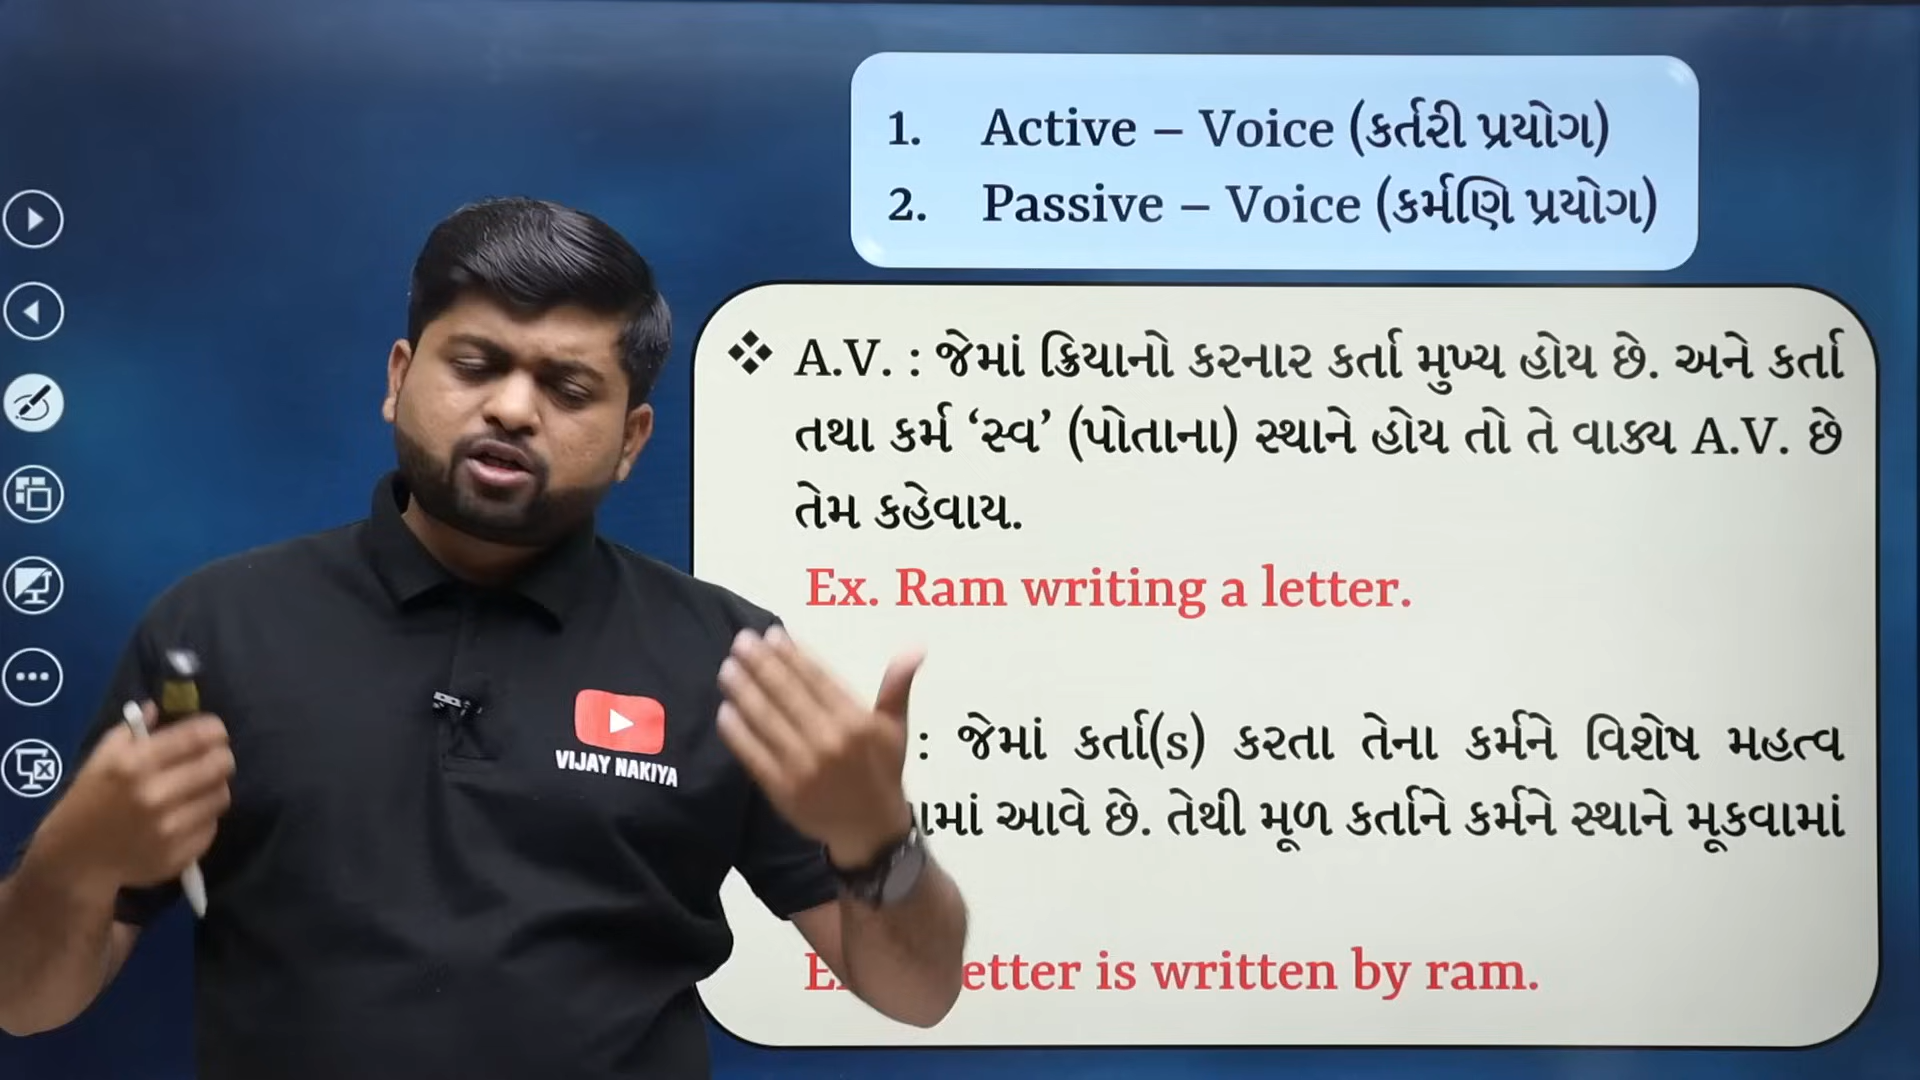 1. Active – Voice (કર્તરી પ્રયોગ)
2. Passive – Voice (કર્મણિ પ્રયોગ)
❖ A.V. : જેમાં ક્રિયાનો કરનાર કર્તા મુખ્ય હોય છે. અને કર્તા
તથા કર્મ ‘સ્વ’ (પોતાના) સ્થાને હોય તો તે વાક્ય A.V. છે
તેમ કહેવાય.
Ex. Ram writing a letter.
: જેમાં કર્તા(s) કરતા તેના કર્મને વિશેષ મહત્વ
આવે છે. તેથી મૂળ કર્તાને કર્મને સ્થાને મૂકવામાં
is written by ram.
VIJAY NAKIYA